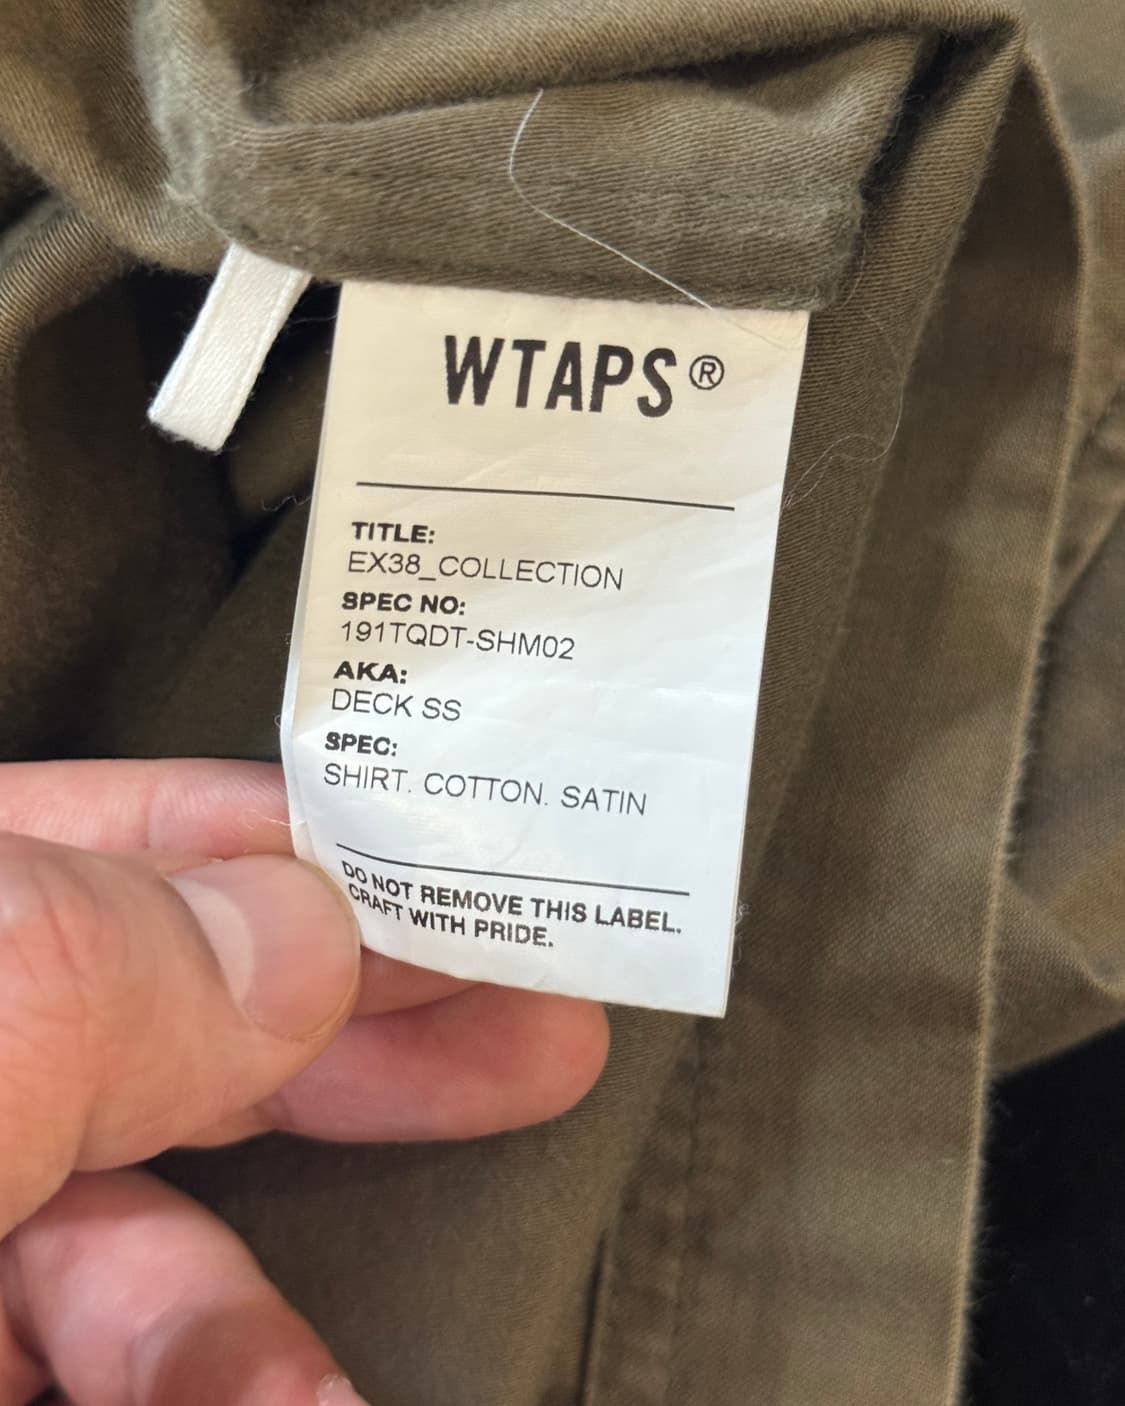 WTAPS®
TITLE:
EX38_COLLECTION
SPEC NO:
191TQDT-SHM02
AKA:
DECK SS
SPEC:
SHIRT. COTTON. SATIN
DO NOT REMOVE THIS LABEL.
CRAFT WITH PRIDE.